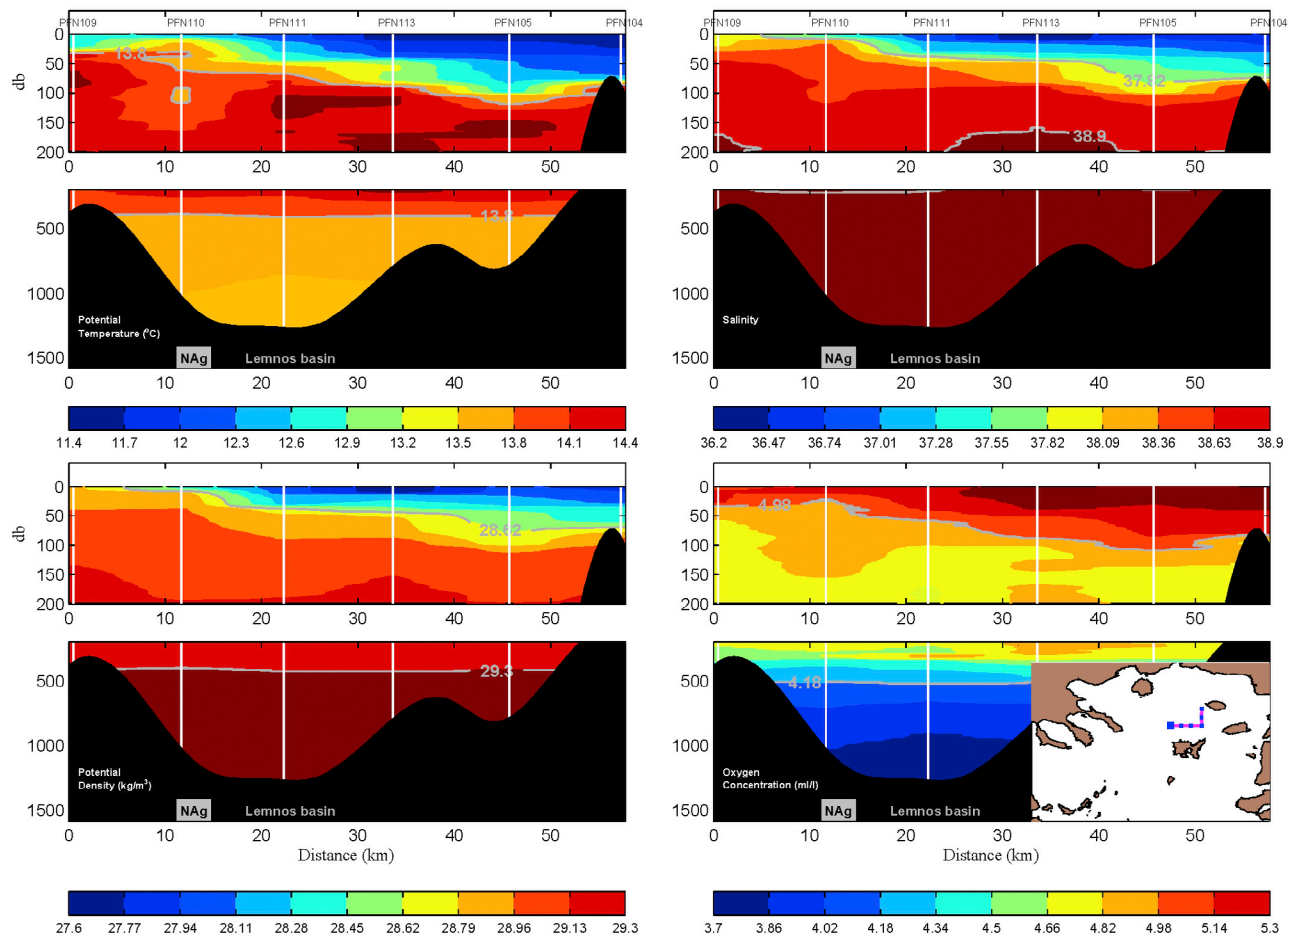 PFN109 PFN110 PFN111 PFN113 PFN105 PFN104
0
50
100
150
200
db
13.8
0 10 20 30 40 50
500
1000
1500
13.8
Potential
Temperature (°C)
NAg Lemnos basin
0 10 20 30 40 50
11.4 11.7 12 12.3 12.6 12.9 13.2 13.5 13.8 14.1 14.4
PFN109 PFN110 PFN111 PFN113 PFN105 PFN104
0
50
100
150
200
37.82
38.9
0 10 20 30 40 50
500
1000
1500
Salinity
NAg Lemnos basin
0 10 20 30 40 50
36.2 36.47 36.74 37.01 37.28 37.55 37.82 38.09 38.36 38.63 38.9
0
50
100
150
200
db
28.62
0 10 20 30 40 50
500
1000
1500
29.3
Potential
Density (kg/m³)
NAg Lemnos basin
0 10 20 30 40 50
Distance (km)
27.6 27.77 27.94 28.11 28.28 28.45 28.62 28.79 28.96 29.13 29.3
0
50
100
150
200
4.98
0 10 20 30 40 50
500
1000
1500
4.18
Oxygen
Concentration (ml/l)
NAg Lemnos basin
0 10 20 30 40 50
Distance (km)
3.7 3.86 4.02 4.18 4.34 4.5 4.66 4.82 4.98 5.14 5.3